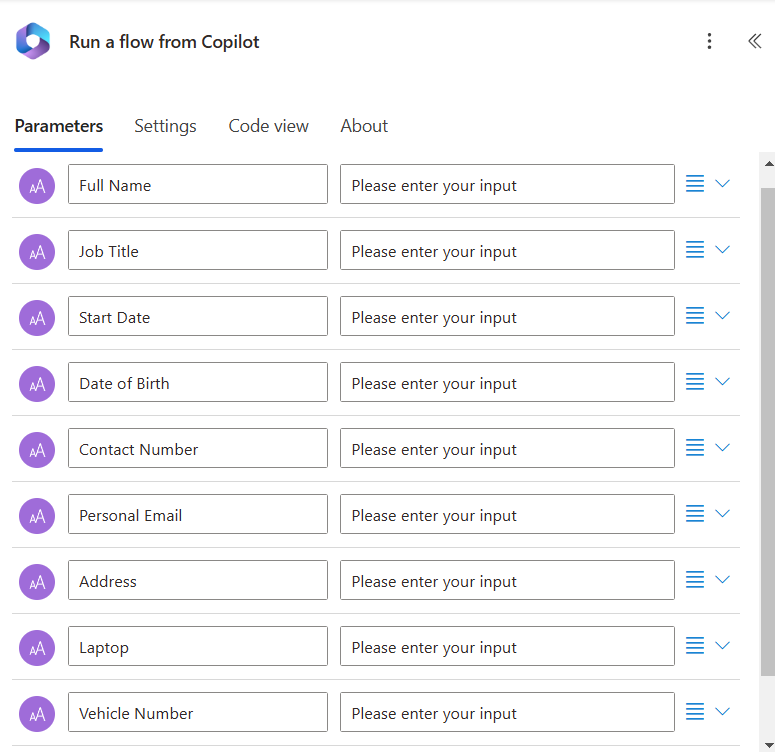 Run a flow from Copilot
Parameters Settings Code view About
AA Full Name Please enter your input
AA Job Title Please enter your input
AA Start Date Please enter your input
AA Date of Birth Please enter your input
AA Contact Number Please enter your input
AA Personal Email Please enter your input
AA Address Please enter your input
AA Laptop Please enter your input
AA Vehicle Number Please enter your input